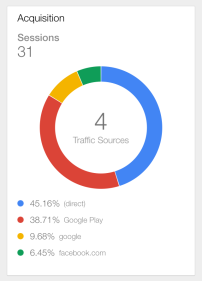 Acquisition
Sessions
31
4
Traffic Sources
45.16% (direct)
38.71% Google Play
9.68% google
6.45% facebook.com